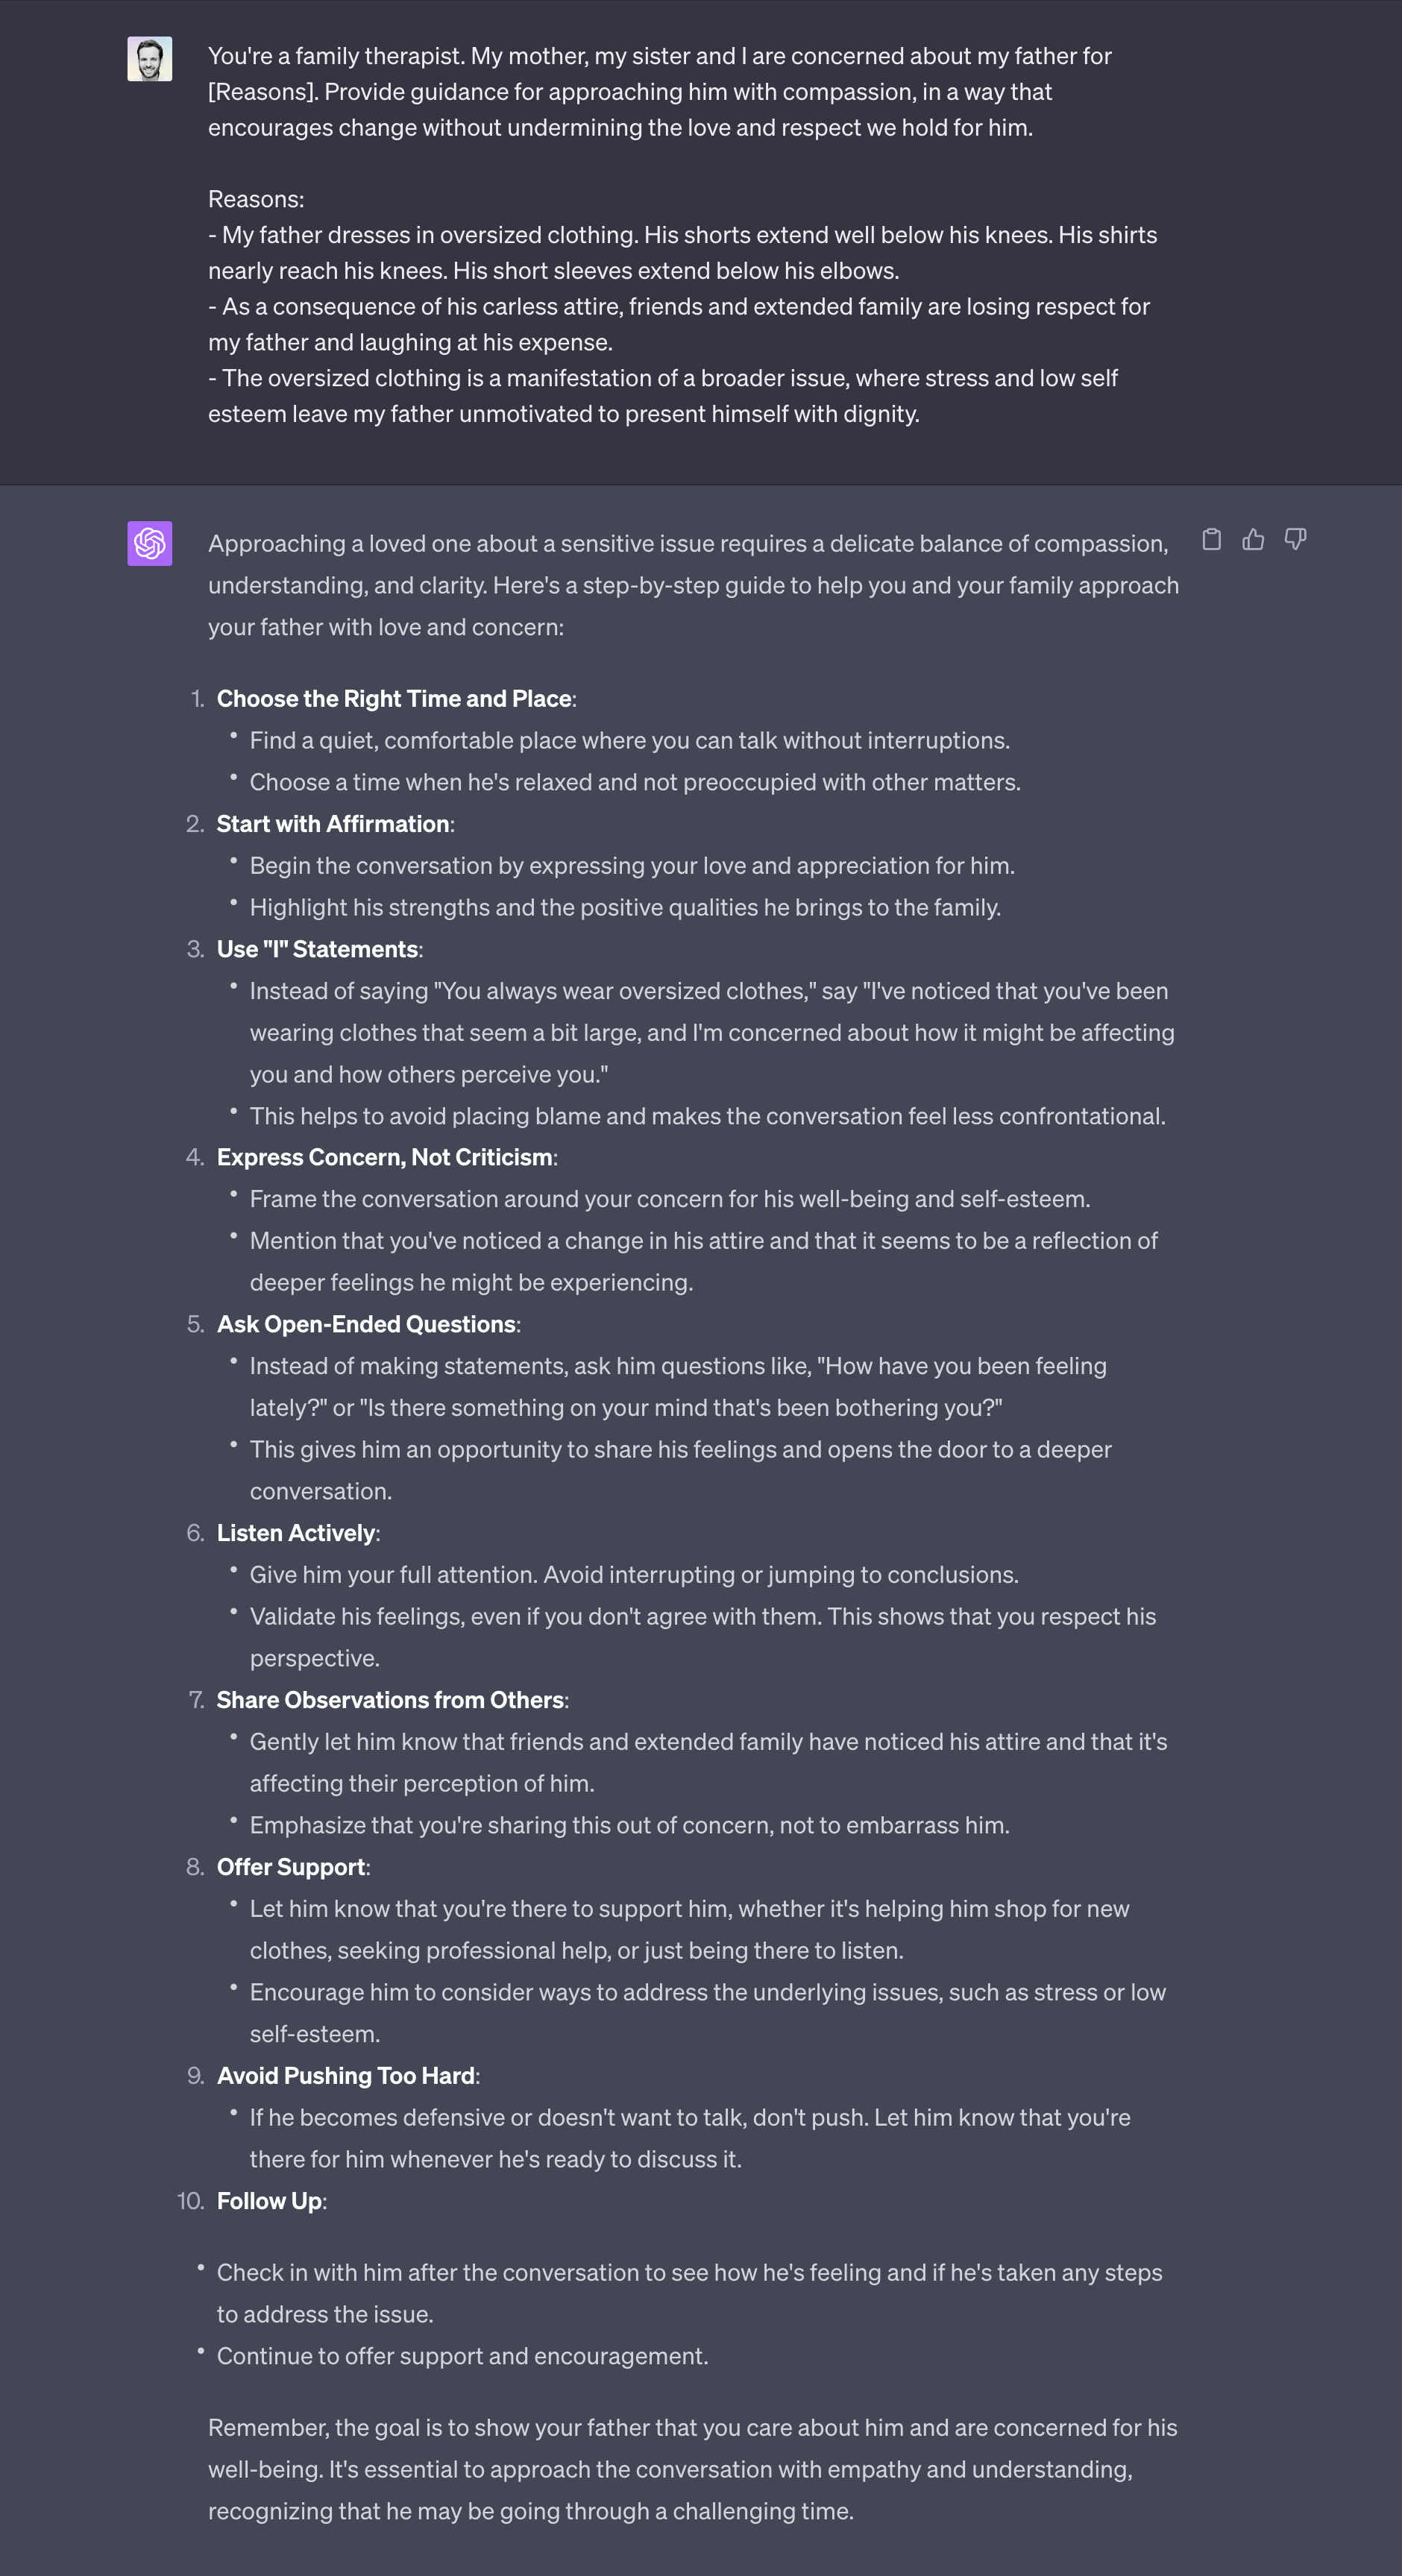 You're a family therapist. My mother, my sister and I are concerned about my father for
[Reasons]. Provide guidance for approaching him with compassion, in a way that
encourages change without undermining the love and respect we hold for him.
Reasons:
- My father dresses in oversized clothing. His shorts extend well below his knees. His shirts
nearly reach his knees. His short sleeves extend below his elbows.
- As a consequence of his carless attire, friends and extended family are losing respect for
my father and laughing at his expense.
- The oversized clothing is a manifestation of a broader issue, where stress and low self
esteem leave my father unmotivated to present himself with dignity.
Approaching a loved one about a sensitive issue requires a delicate balance of compassion,
understanding, and clarity. Here's a step-by-step guide to help you and your family approach
your father with love and concern:
1. Choose the Right Time and Place:
• Find a quiet, comfortable place where you can talk without interruptions.
• Choose a time when he's relaxed and not preoccupied with other matters.
2. Start with Affirmation:
• Begin the conversation by expressing your love and appreciation for him.
• Highlight his strengths and the positive qualities he brings to the family.
3. Use "I" Statements:
• Instead of saying "You always wear oversized clothes," say "I've noticed that you've been
wearing clothes that seem a bit large, and I'm concerned about how it might be affecting
you and how others perceive you."
• This helps to avoid placing blame and makes the conversation feel less confrontational.
4. Express Concern, Not Criticism:
• Frame the conversation around your concern for his well-being and self-esteem.
• Mention that you've noticed a change in his attire and that it seems to be a reflection of
deeper feelings he might be experiencing.
5. Ask Open-Ended Questions:
• Instead of making statements, ask him questions like, "How have you been feeling
lately?" or "Is there something on your mind that's been bothering you?"
• This gives him an opportunity to share his feelings and opens the door to a deeper
conversation.
6. Listen Actively:
• Give him your full attention. Avoid interrupting or jumping to conclusions.
• Validate his feelings, even if you don't agree with them. This shows that you respect his
perspective.
7. Share Observations from Others:
• Gently let him know that friends and extended family have noticed his attire and that it's
affecting their perception of him.
• Emphasize that you're sharing this out of concern, not to embarrass him.
8. Offer Support:
• Let him know that you're there to support him, whether it's helping him shop for new
clothes, seeking professional help, or just being there to listen.
• Encourage him to consider ways to address the underlying issues, such as stress or low
self-esteem.
9. Avoid Pushing Too Hard:
• If he becomes defensive or doesn't want to talk, don't push. Let him know that you're
there for him whenever he's ready to discuss it.
10. Follow Up:
• Check in with him after the conversation to see how he's feeling and if he's taken any steps
to address the issue.
• Continue to offer support and encouragement.
Remember, the goal is to show your father that you care about him and are concerned for his
well-being. It's essential to approach the conversation with empathy and understanding,
recognizing that he may be going through a challenging time.